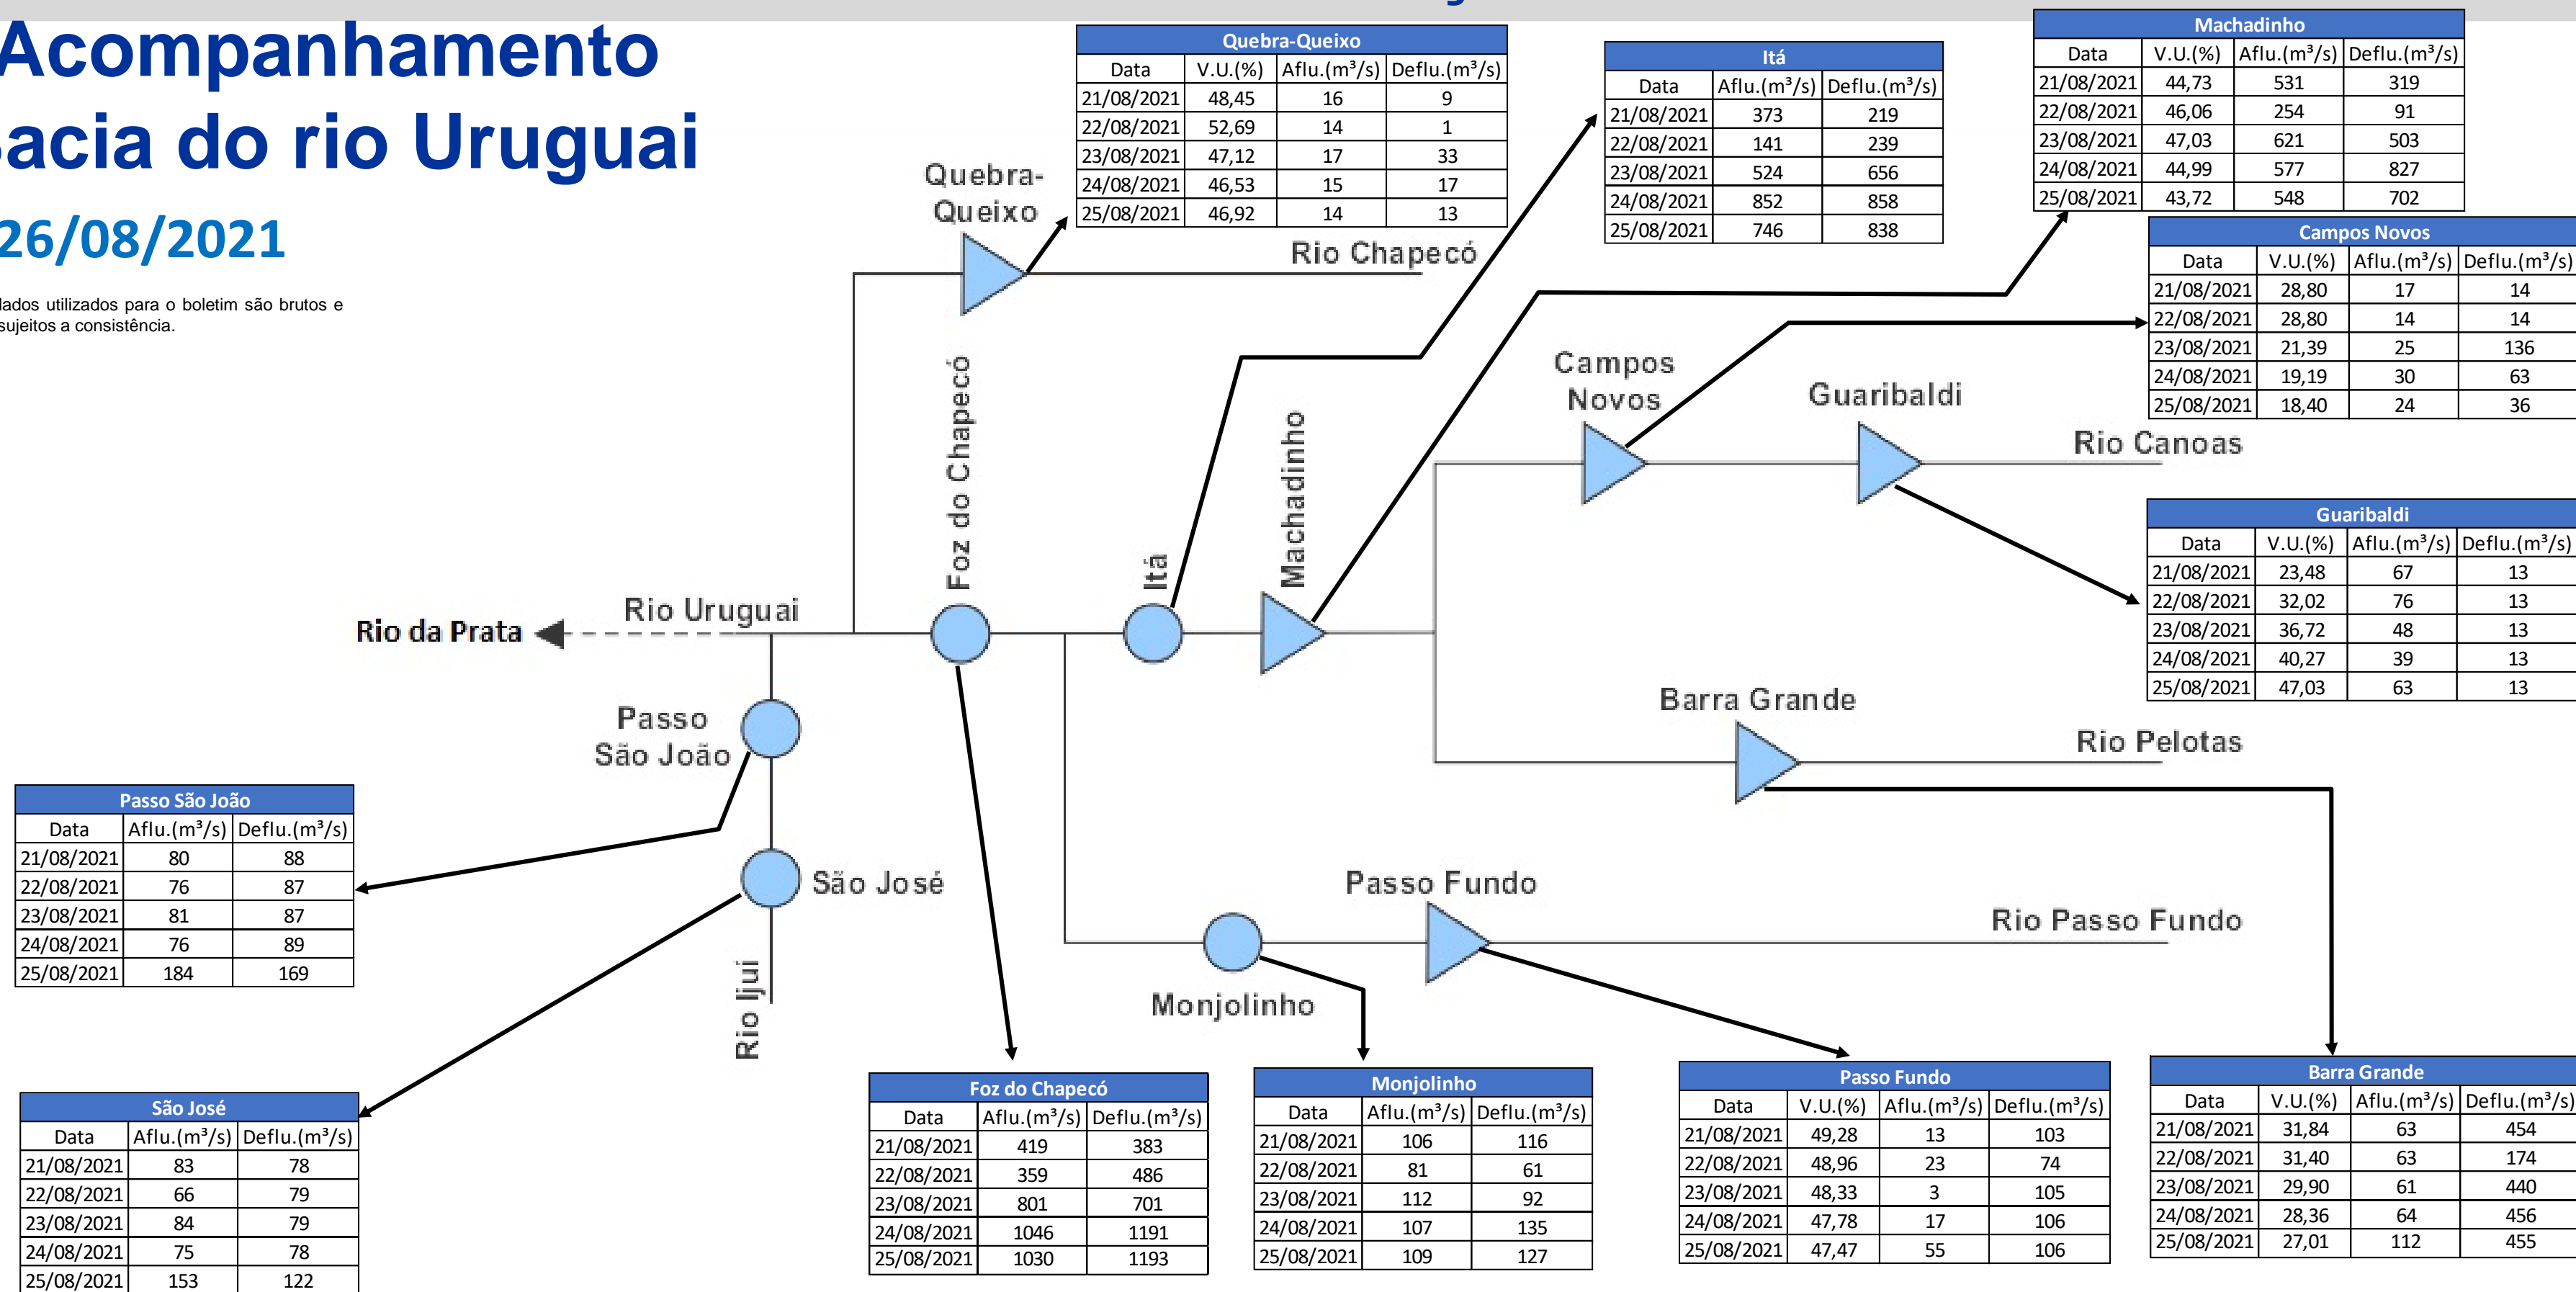 Acompanhamento
acia do rio Uruguai
26/08/2021
dados utilizados para o boletim são brutos e
sujeitos a consistência.
Quebra-Queixo
Data V.U.(%) Aflu.(m³/s) Deflu.(m³/s)
21/08/2021 48,45 16 9
22/08/2021 52,69 14 1
23/08/2021 47,12 17 33
24/08/2021 46,53 15 17
25/08/2021 46,92 14 13
Itá
Data Aflu.(m³/s) Deflu.(m³/s)
21/08/2021 373 219
22/08/2021 141 239
23/08/2021 524 656
24/08/2021 852 858
25/08/2021 746 838
Machadinho
Data V.U.(%) Aflu.(m³/s) Deflu.(m³/s)
21/08/2021 44,73 531 319
22/08/2021 46,06 254 91
23/08/2021 47,03 621 503
24/08/2021 44,99 577 827
25/08/2021 43,72 548 702
Campos Novos
Data V.U.(%) Aflu.(m³/s) Deflu.(m³/s)
21/08/2021 28,80 17 14
22/08/2021 28,80 14 14
23/08/2021 21,39 25 136
24/08/2021 19,19 30 63
25/08/2021 18,40 24 36
Guaribaldi
Data V.U.(%) Aflu.(m³/s) Deflu.(m³/s)
21/08/2021 23,48 67 13
22/08/2021 32,02 76 13
23/08/2021 36,72 48 13
24/08/2021 40,27 39 13
25/08/2021 47,03 63 13
Quebra-
Queixo
Rio Chapecó
Foz do Chapecó
Itá
Machadinho
Campos
Novos
Guaribaldi
Rio Canoas
Rio da Prata
Rio Uruguai
Barra Grande
Rio Pelotas
Passo
São João
São José
Rio Ijuí
Passo Fundo
Rio Passo Fundo
Monjolinho
Passo São João
Data Aflu.(m³/s) Deflu.(m³/s)
21/08/2021 80 88
22/08/2021 76 87
23/08/2021 81 87
24/08/2021 76 89
25/08/2021 184 169
São José
Data Aflu.(m³/s) Deflu.(m³/s)
21/08/2021 83 78
22/08/2021 66 79
23/08/2021 84 79
24/08/2021 75 78
25/08/2021 153 122
Foz do Chapecó
Data Aflu.(m³/s) Deflu.(m³/s)
21/08/2021 419 383
22/08/2021 359 486
23/08/2021 801 701
24/08/2021 1046 1191
25/08/2021 1030 1193
Monjolinho
Data Aflu.(m³/s) Deflu.(m³/s)
21/08/2021 106 116
22/08/2021 81 61
23/08/2021 112 92
24/08/2021 107 135
25/08/2021 109 127
Passo Fundo
Data V.U.(%) Aflu.(m³/s) Deflu.(m³/s)
21/08/2021 49,28 13 103
22/08/2021 48,96 23 74
23/08/2021 48,33 3 105
24/08/2021 47,78 17 106
25/08/2021 47,47 55 106
Barra Grande
Data V.U.(%) Aflu.(m³/s) Deflu.(m³/s)
21/08/2021 31,84 63 454
22/08/2021 31,40 63 174
23/08/2021 29,90 61 440
24/08/2021 28,36 64 456
25/08/2021 27,01 112 455